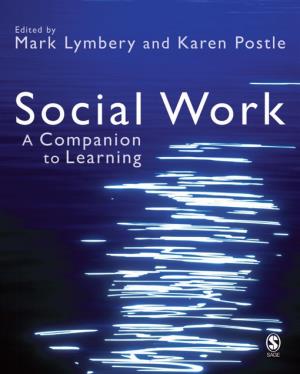 Edited by
Mark Lymbery and Karen Postle
Social Work
A Companion
to Learning
S
SAGE